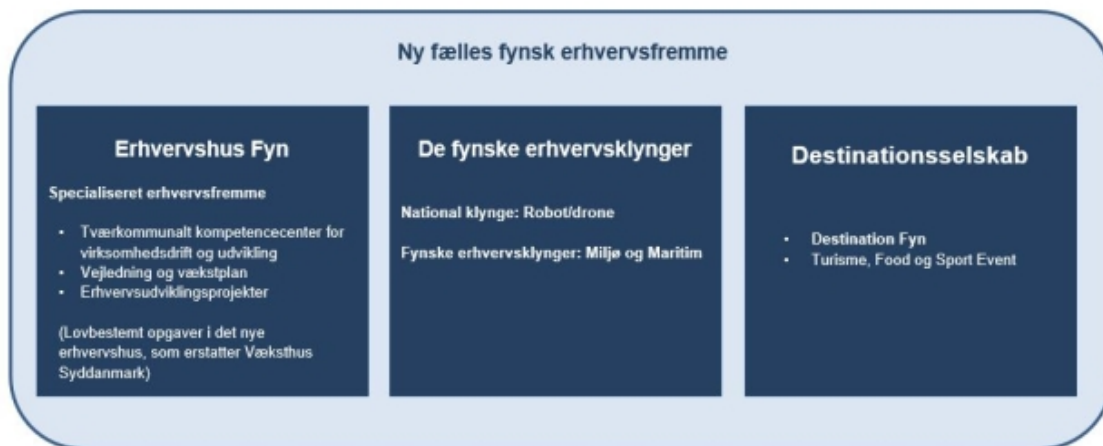 Ny fælles fynsk erhvervsfremme
Erhvervshus Fyn
Specialiseret erhvervsfremme
• Tværkommunalt kompetencecenter for
virksomhedsdrift og udvikling
• Vejledning og vækstplan
• Erhvervsudviklingsprojekter
(Lovbestemt opgaver i det nye
erhvervshus, som erstatter Væksthus
Syddanmark)
De fynske erhvervsklynger
National klynge: Robot/drone
Fynske erhvervsklynger: Miljø og Maritim
Destinationsselskab
• Destination Fyn
• Turisme, Food og Sport Event